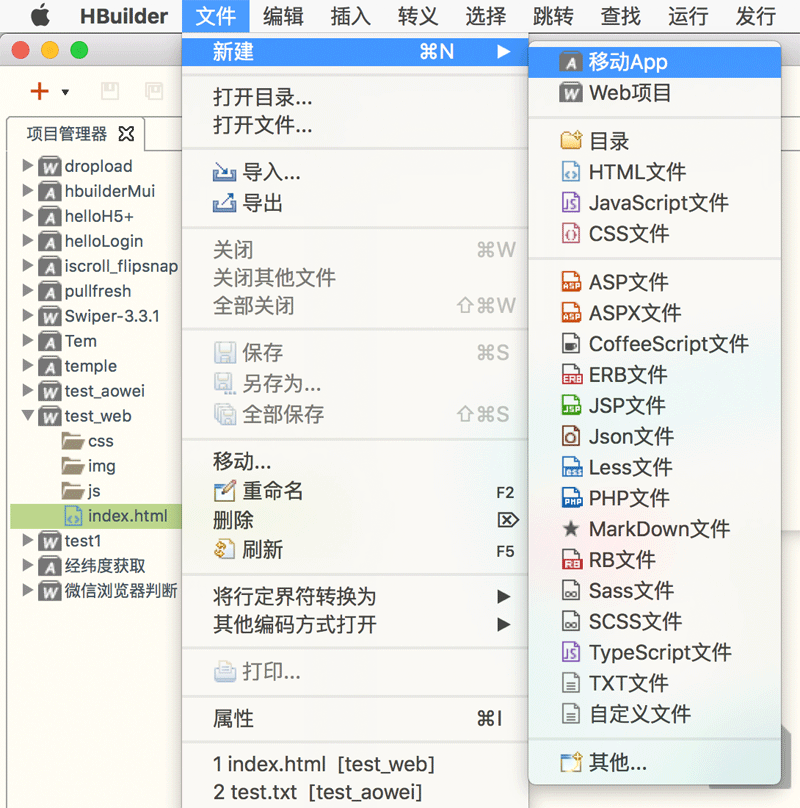 HBuilder 文件 编辑 插入 转义 选择 跳转 查找 运行 发行
项目管理器
dropload
hbuilderMui
helloH5+
helloLogin
iscroll_flipsnap
pullfresh
Swiper-3.3.1
Tem
temple
test_aowei
test_web
css
img
js
index.html
test1
经纬度获取
微信浏览器判断
新建 ⌘N
打开目录...
打开文件...
导入...
导出
关闭 ⌘W
关闭其他文件
全部关闭 ⇧⌘W
保存 ⌘S
另存为...
全部保存 ⇧⌘S
移动...
重命名 F2
删除 ⌦
刷新 F5
将行定界符转换为
其他编码方式打开
打印...
属性 ⌘I
1 index.html [test_web]
2 test.txt [test_aowei]
移动App
Web项目
目录
HTML文件
JavaScript文件
CSS文件
ASP文件
ASPX文件
CoffeeScript文件
ERB文件
JSP文件
Json文件
Less文件
PHP文件
MarkDown文件
RB文件
Sass文件
SCSS文件
TypeScript文件
TXT文件
自定义文件
其他...